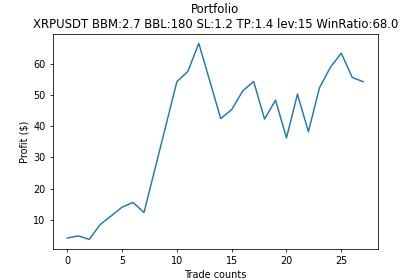 Portfolio
XRPUSDT BBM:2.7 BBL:180 SL:1.2 TP:1.4 lev:15 WinRatio:68.0
Profit ($)
60
50
40
30
20
10
0 5 10 15 20 25
Trade counts